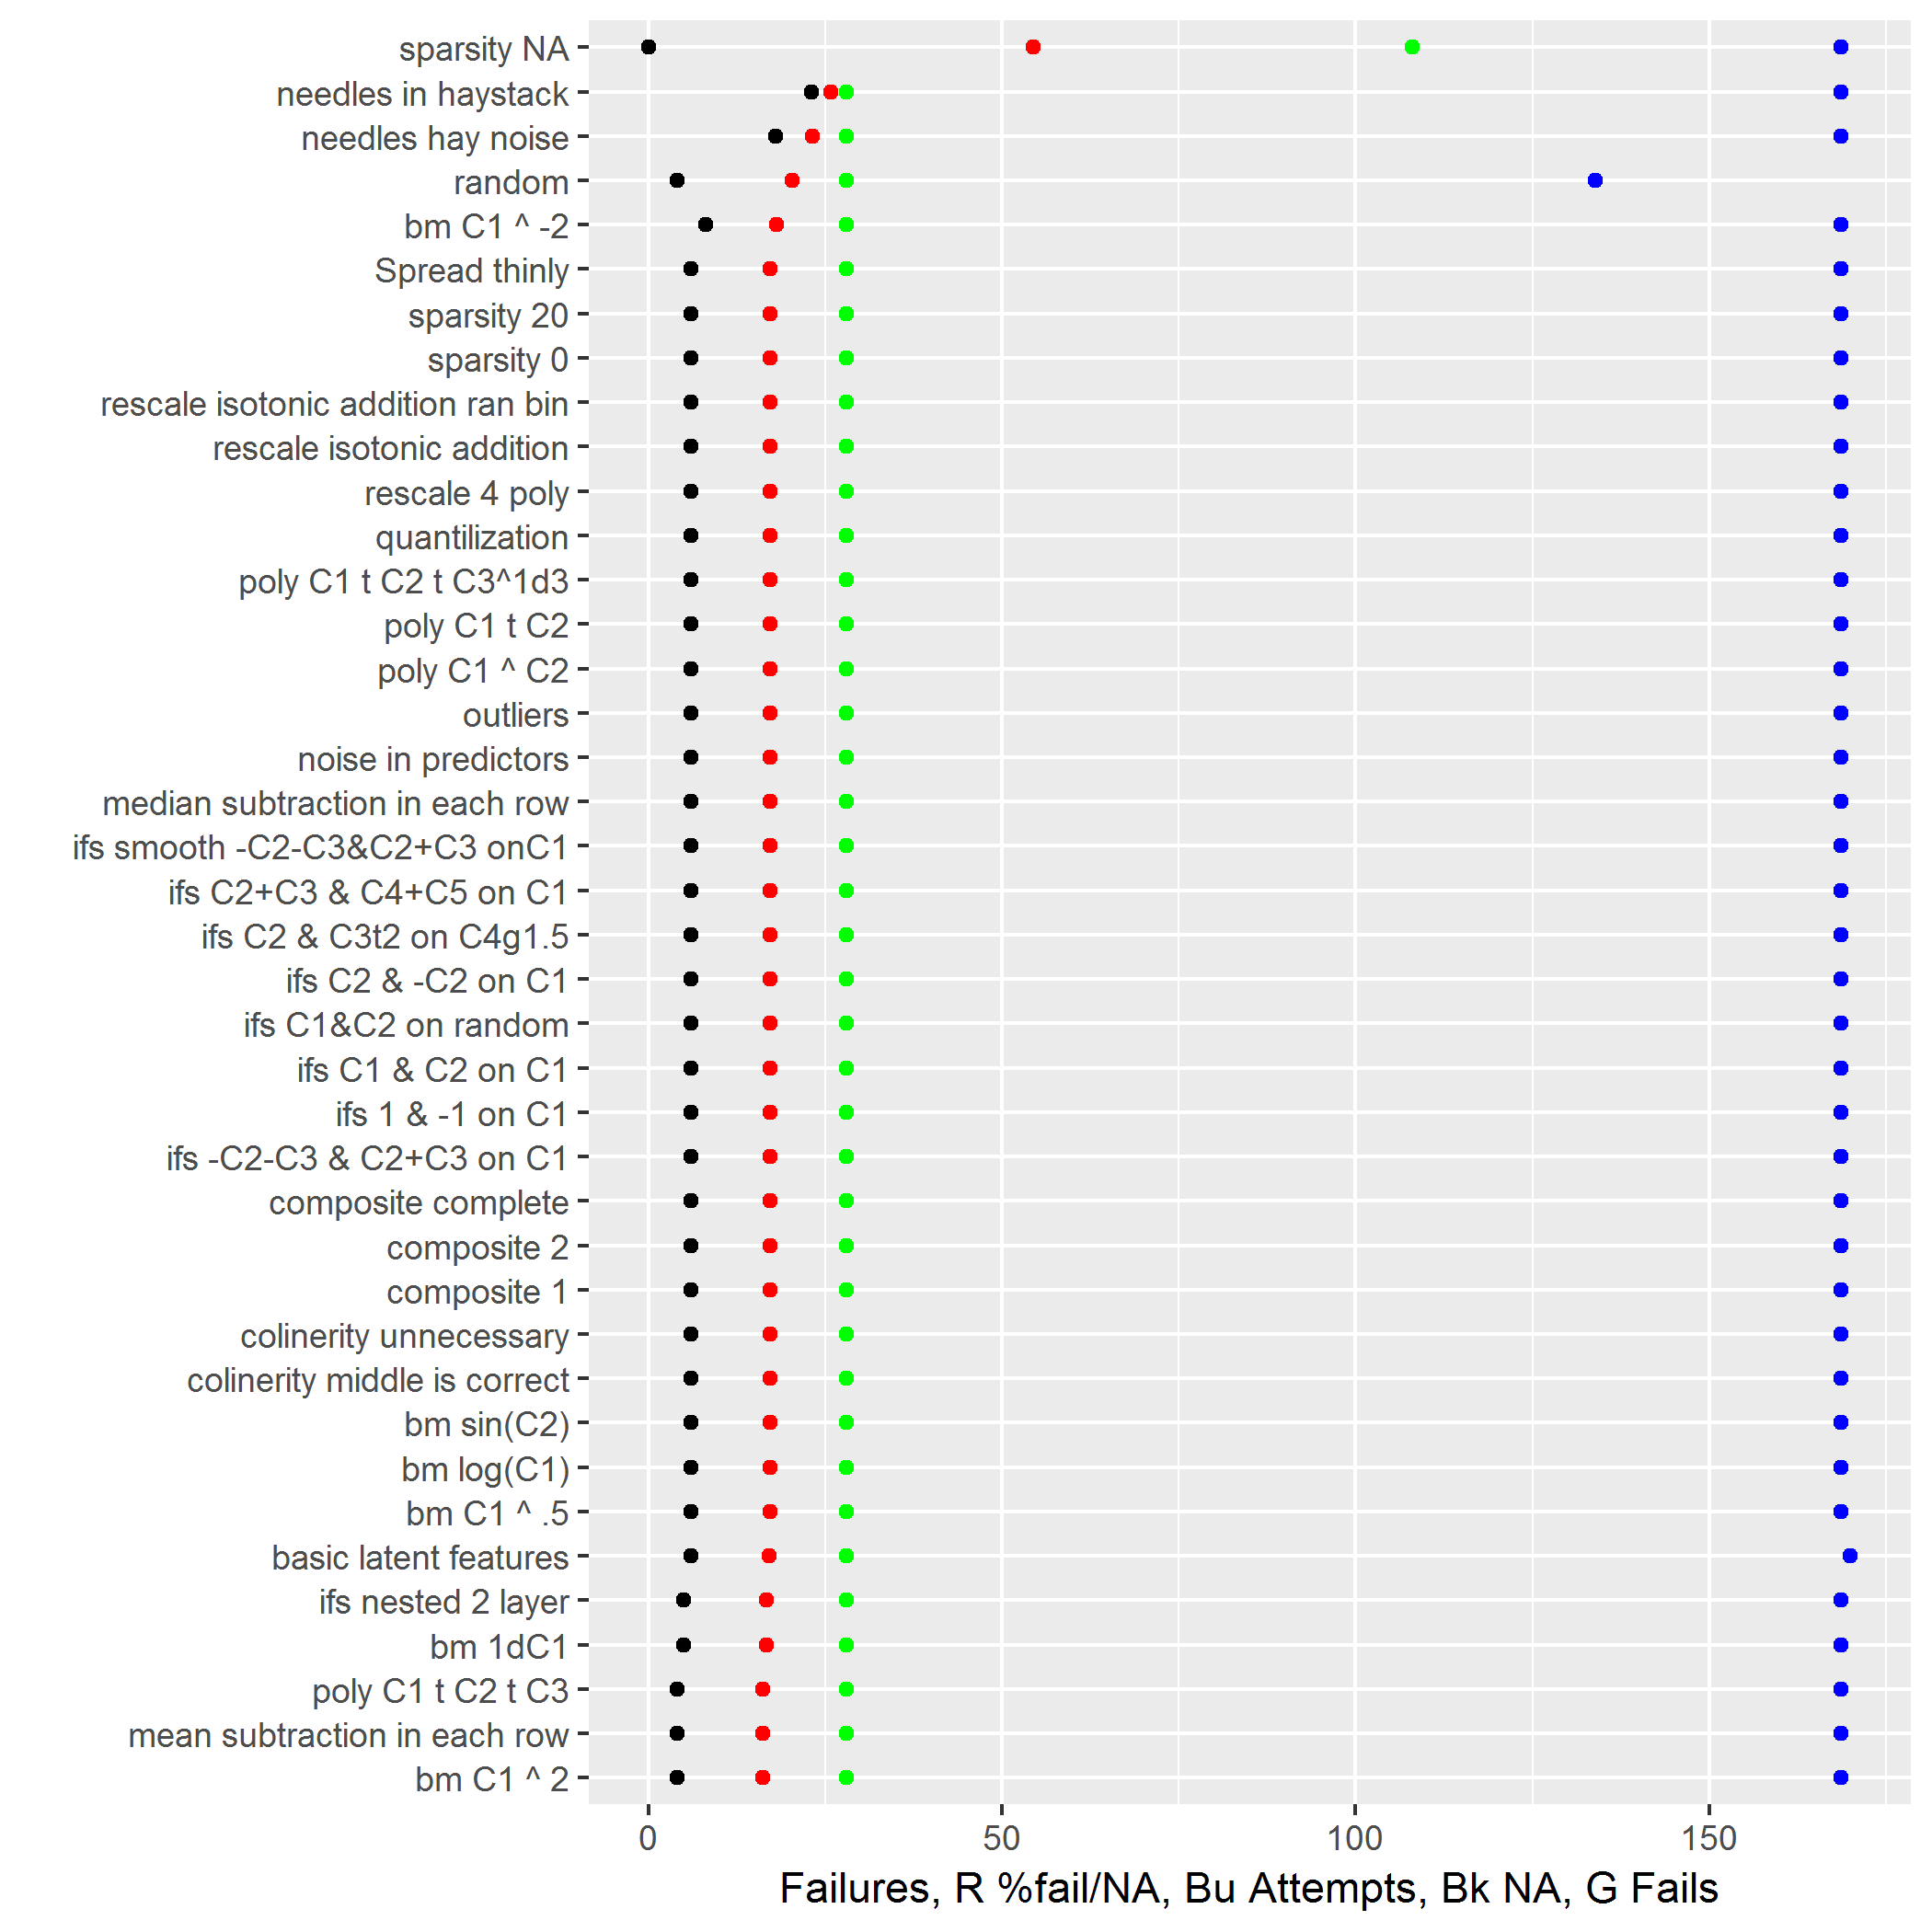 sparsity NA
needles in haystack
needles hay noise
random
bm C1 ^ -2
Spread thinly
sparsity 20
sparsity 0
rescale isotonic addition ran bin
rescale isotonic addition
rescale 4 poly
quantilization
poly C1 t C2 t C3^1d3
poly C1 t C2
poly C1 ^ C2
outliers
noise in predictors
median subtraction in each row
ifs smooth -C2-C3&C2+C3 onC1
ifs C2+C3 & C4+C5 on C1
ifs C2 & C3t2 on C4g1.5
ifs C2 & -C2 on C1
ifs C1&C2 on random
ifs C1 & C2 on C1
ifs 1 & -1 on C1
ifs -C2-C3 & C2+C3 on C1
composite complete
composite 2
composite 1
colinerity unnecessary
colinerity middle is correct
bm sin(C2)
bm log(C1)
bm C1 ^ .5
basic latent features
ifs nested 2 layer
bm 1dC1
poly C1 t C2 t C3
mean subtraction in each row
bm C1 ^ 2
0 50 100 150
Failures, R %fail/NA, Bu Attempts, Bk NA, G Fails